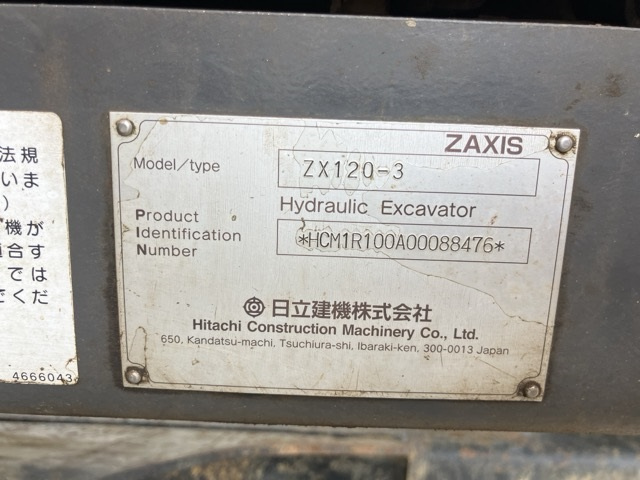 法規
いま
)
機が
適合す
では
でくだ
4666043
ZAXIS
Model/type ZX120-3
Hydraulic Excavator
Product
Identification *HCM1R100A00088476*
Number
日立建機株式会社
Hitachi Construction Machinery Co., Ltd.
650, Kandatsu-machi, Tsuchiura-shi, Ibaraki-ken, 300-0013 Japan